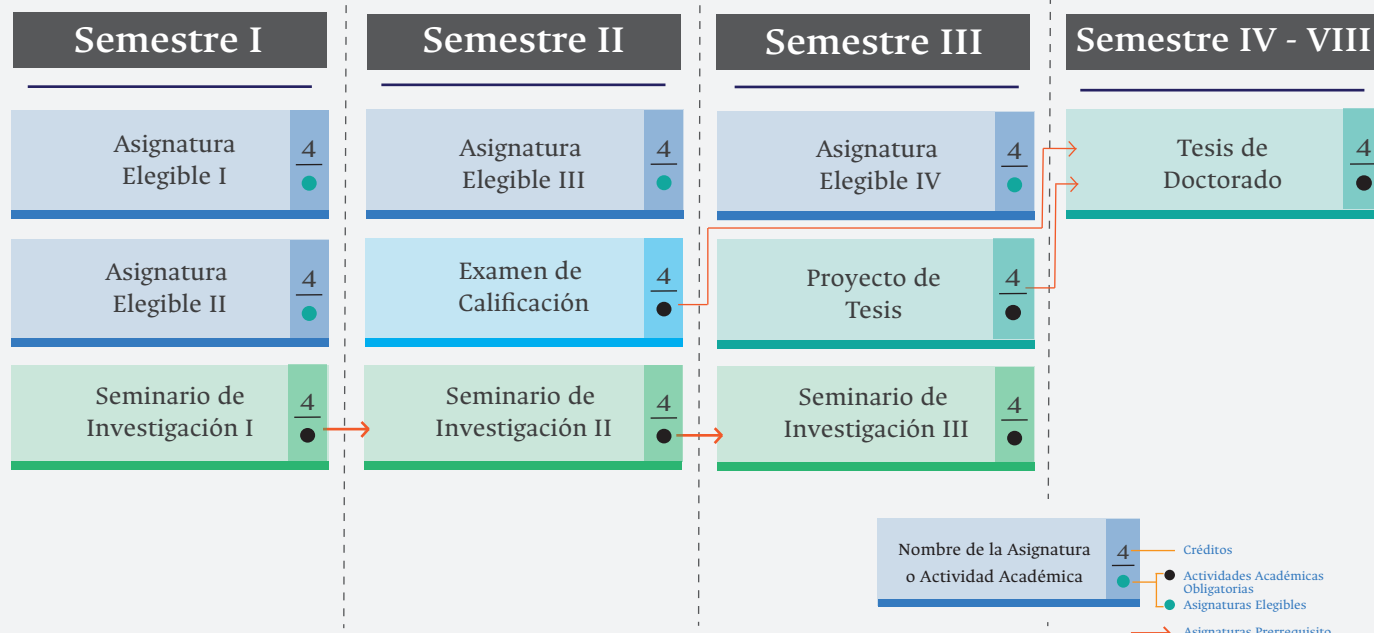 Semestre I
Semestre II
Semestre III
Semestre IV - VIII
Asignatura
Elegible I
4
Asignatura
Elegible III
4
Asignatura
Elegible IV
4
Tesis de
Doctorado
4
Asignatura
Elegible II
4
Examen de
Calificación
4
Proyecto de
Tesis
4
Seminario de
Investigación I
4
Seminario de
Investigación II
4
Seminario de
Investigación III
4
Nombre de la Asignatura
o Actividad Académica
4
Créditos
Actividades Académicas
Obligatorias
Asignaturas Elegibles
Asignaturas Prerrequisito